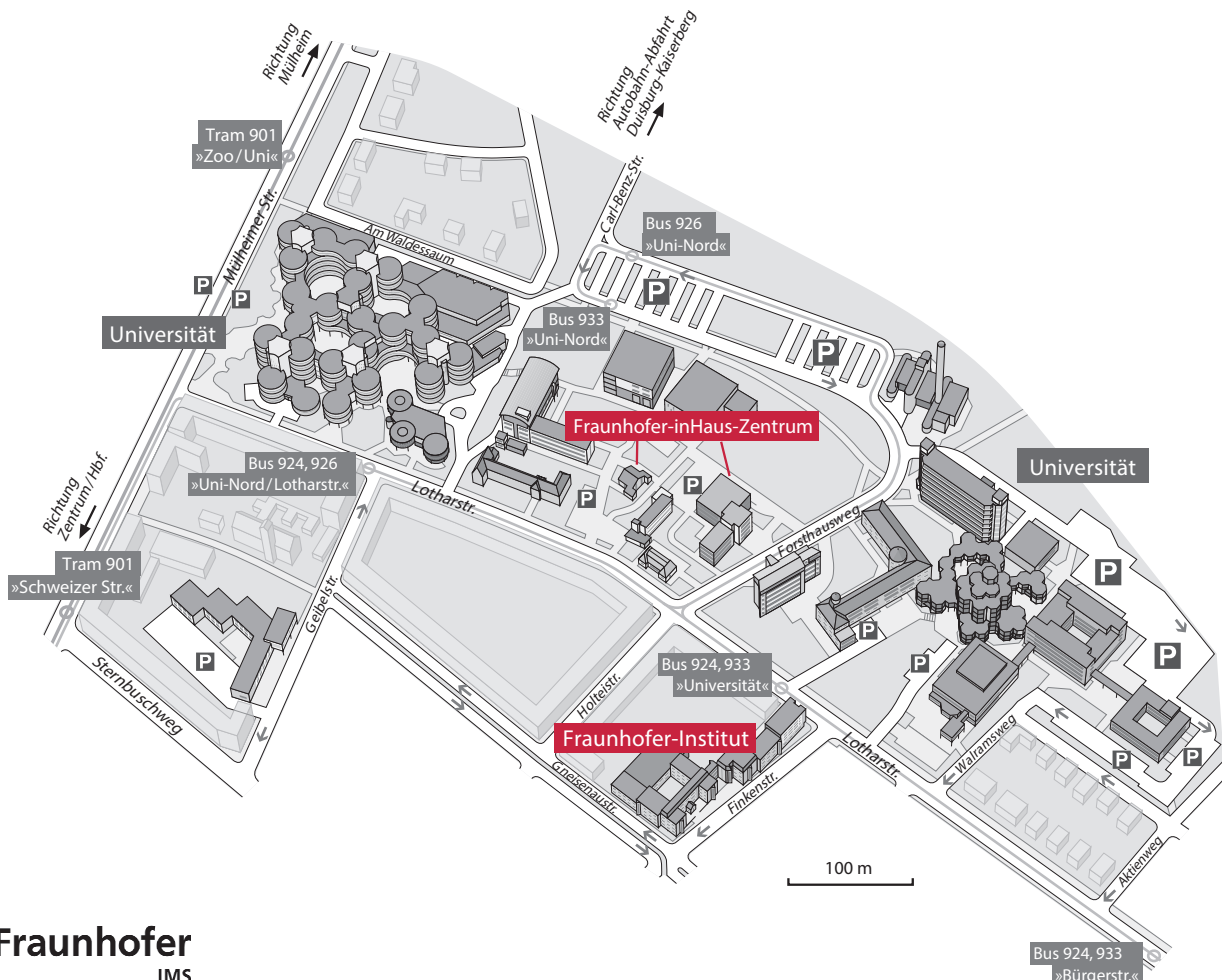 Richtung
Mülheim
Richtung
Autobahn-Abfahrt
Duisburg-Kaiserberg
Tram 901
»Zoo/Uni«
Mülheimer Str.
Carl-Benz-Str.
Am Waldessaum
Bus 926
»Uni-Nord«
P
P
P
Universität
Bus 933
»Uni-Nord«
P
Fraunhofer-inHaus-Zentrum
Bus 924, 926
»Uni-Nord/Lotharstr.«
Universität
Richtung
Zentrum/Hbf.
Lotharstr.
P
P
Forsthausweg
Tram 901
»Schweizer Str.«
Geibelstr.
P
P
P
P
P
Sternbuschweg
Holteistr.
Bus 924, 933
»Universität«
Fraunhofer-Institut
Gneisenaustr.
Finkenstr.
Lotharstr.
Walramsweg
P
P
100 m
Aktienweg
Fraunhofer
IMS
Bus 924, 933
»Bürgerstr.«